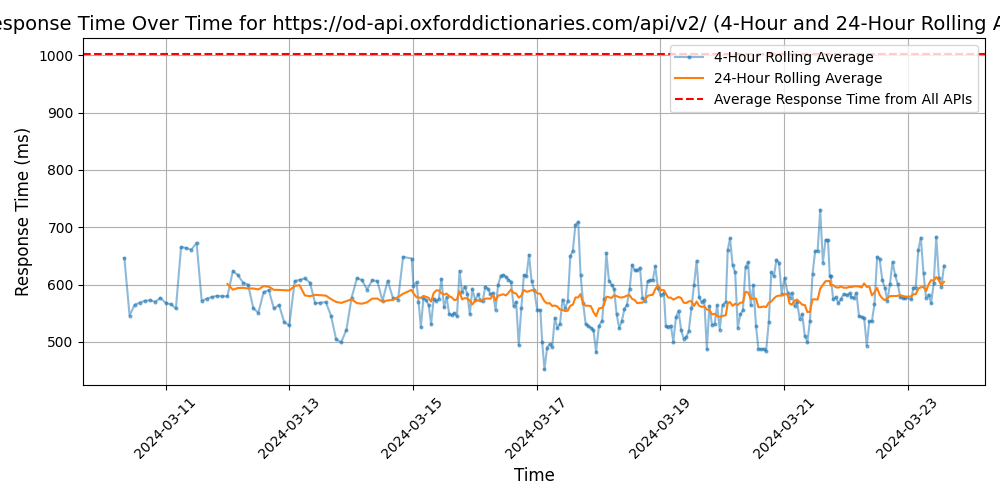 sponse Time Over Time for https://od-api.oxforddictionaries.com/api/v2/ (4-Hour and 24-Hour Rolling A
4-Hour Rolling Average
24-Hour Rolling Average
Average Response Time from All APIs
Response Time (ms)
1000
900
800
700
600
500
2024-03-11
2024-03-13
2024-03-15
2024-03-17
2024-03-19
2024-03-21
2024-03-23
Time